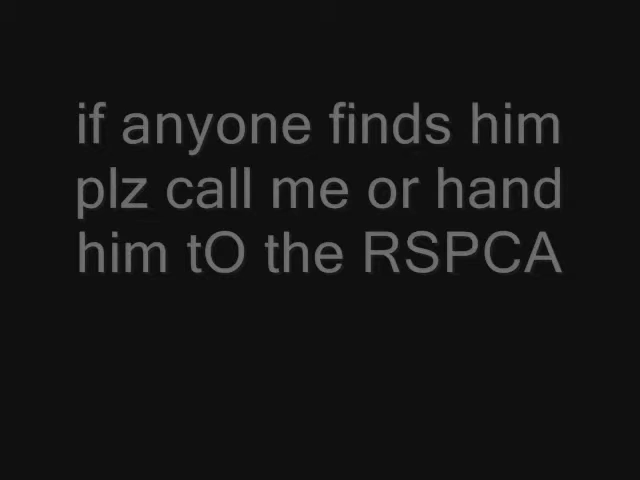 if anyone finds him
plz call me or hand
him tO the RSPCA